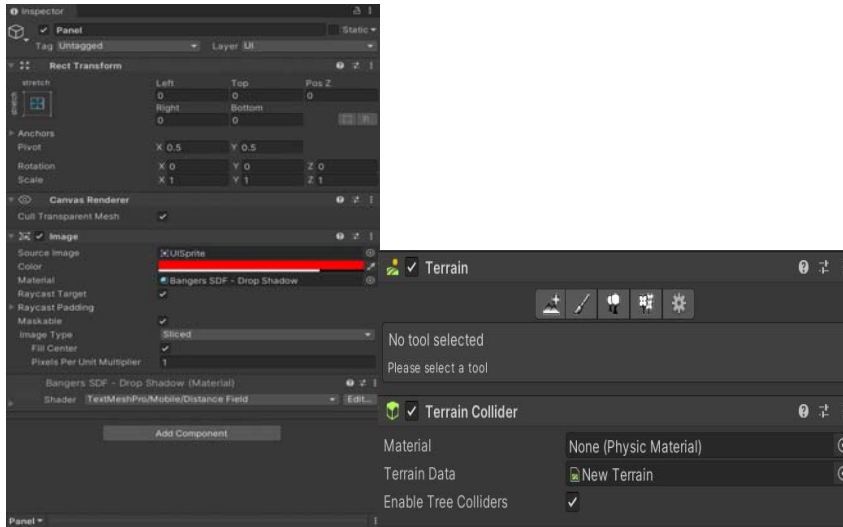 Inspector
Panel Static
Tag Untagged Layer UI
Rect Transform
stretch Left Top Pos Z
0 0 0
stretch Right Bottom
0 0 R
Anchors
Pivot X 0.5 Y 0.5
Rotation X 0 Y 0 Z 0
Scale X 1 Y 1 Z 1
Canvas Renderer
Cull Transparent Mesh
Image
Source Image UISprite
Color
Material Bangers SDF - Drop Shadow
Raycast Target
Raycast Padding
Maskable
Image Type Sliced
Fill Center
Pixels Per Unit Multiplier 1
Bangers SDF - Drop Shadow (Material)
Shader TextMeshPro/Mobile/Distance Field Edit...
Add Component
Panel
Terrain
No tool selected
Please select a tool
Terrain Collider
Material None (Physic Material)
Terrain Data New Terrain
Enable Tree Colliders